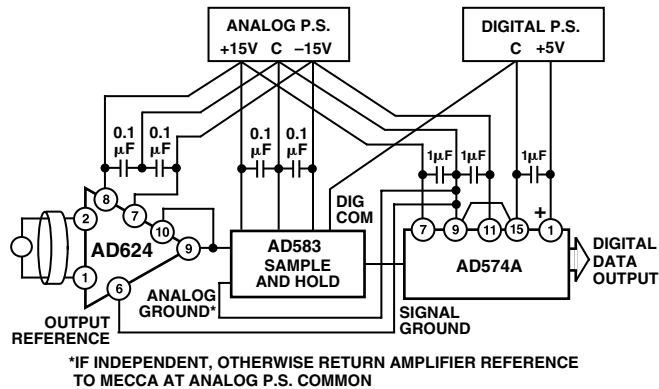 ANALOG P.S.
+15V C –15V
DIGITAL P.S.
C +5V
0.1
µF
0.1
µF
0.1
µF
0.1
µF
1µF
1µF
1µF
8
7
10
2
1
9
6
AD624
DIG
COM
AD583
SAMPLE
AND HOLD
7
9
11
15
+
1
AD574A
DIGITAL
DATA
OUTPUT
OUTPUT
REFERENCE
ANALOG
GROUND*
SIGNAL
GROUND
*IF INDEPENDENT, OTHERWISE RETURN AMPLIFIER REFERENCE
TO MECCA AT ANALOG P.S. COMMON